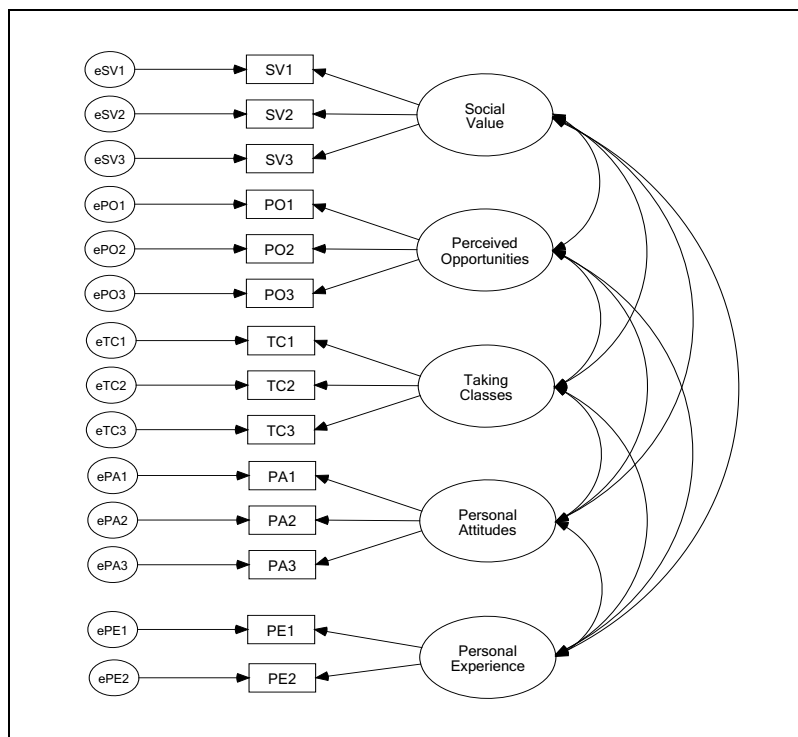 eSV1 SV1
eSV2 SV2
eSV3 SV3
Social
Value
ePO1 PO1
ePO2 PO2
ePO3 PO3
Perceived
Opportunities
eTC1 TC1
eTC2 TC2
eTC3 TC3
Taking
Classes
ePA1 PA1
ePA2 PA2
ePA3 PA3
Personal
Attitudes
ePE1 PE1
ePE2 PE2
Personal
Experience